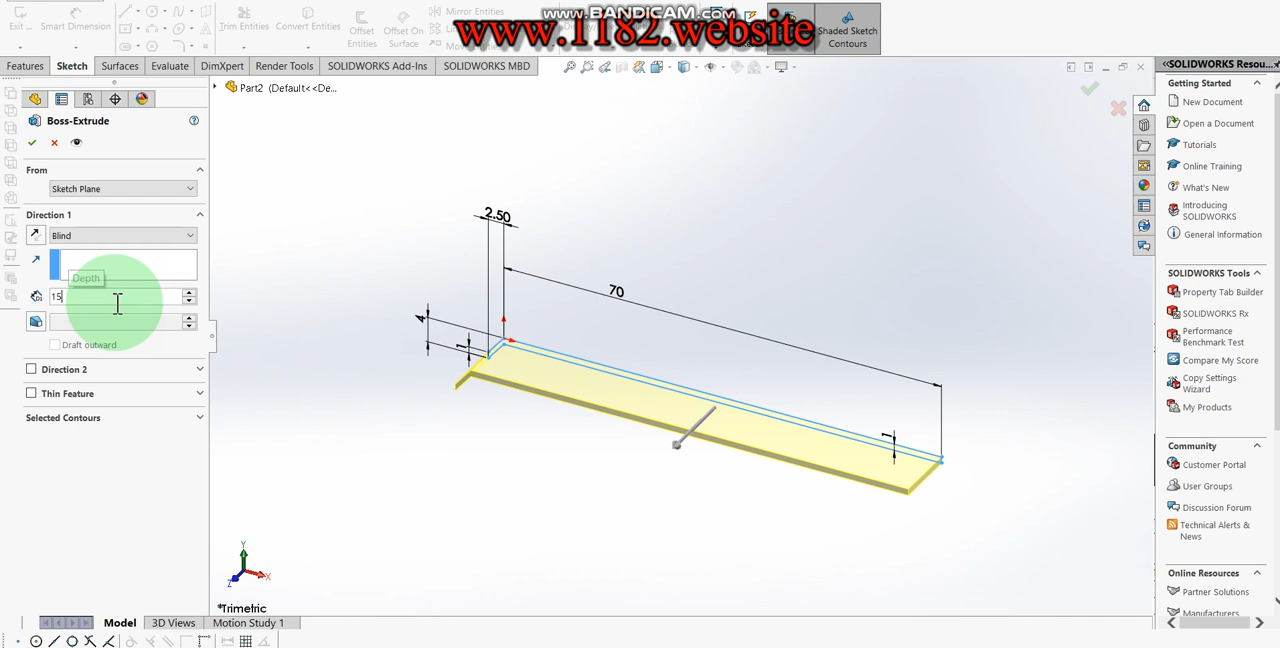 www.BANDICAM.com
www.1182.website
Exit ...
Smart Dimension
Trim Entities
Convert Entities
Offset Entities
Offset On Surface
Mirror Entities
Shaded Sketch Contours
Features
Sketch
Surfaces
Evaluate
DimXpert
Render Tools
SOLIDWORKS Add-Ins
SOLIDWORKS MBD
SOLIDWORKS Resou...
Part2 (Default<<De...
Boss-Extrude
From
Sketch Plane
Direction 1
Blind
Depth
15
Draft outward
Direction 2
Thin Feature
Selected Contours
2.50
70
4
1
1
Y
X
Z
*Trimetric
Model
3D Views
Motion Study 1
Getting Started
New Document
Open a Document
Tutorials
Online Training
What's New
Introducing SOLIDWORKS
General Information
SOLIDWORKS Tools
Property Tab Builder
SOLIDWORKS Rx
Performance Benchmark Test
Compare My Score
Copy Settings Wizard
My Products
Community
Customer Portal
User Groups
Discussion Forum
Technical Alerts & News
Online Resources
Partner Solutions
Manufacturers